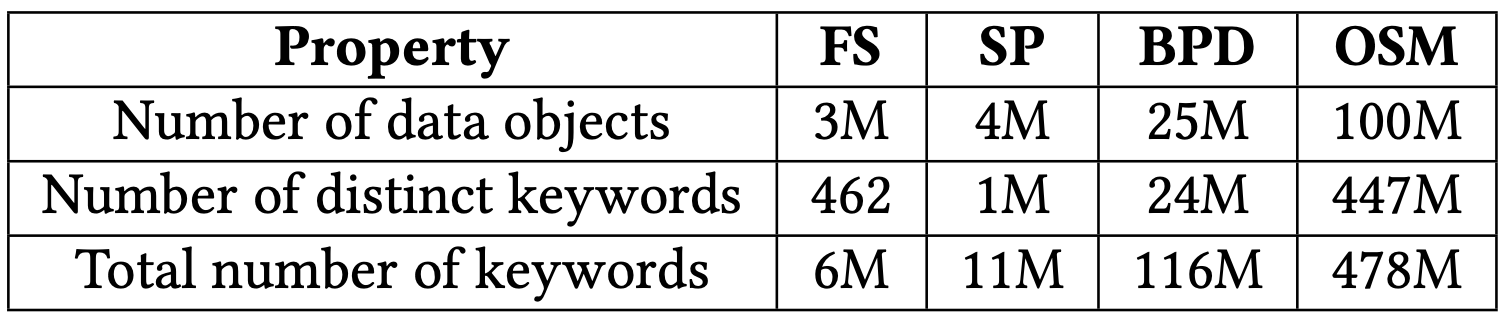 Property FS SP BPD OSM
Number of data objects 3M 4M 25M 100M
Number of distinct keywords 462 1M 24M 447M
Total number of keywords 6M 11M 116M 478M